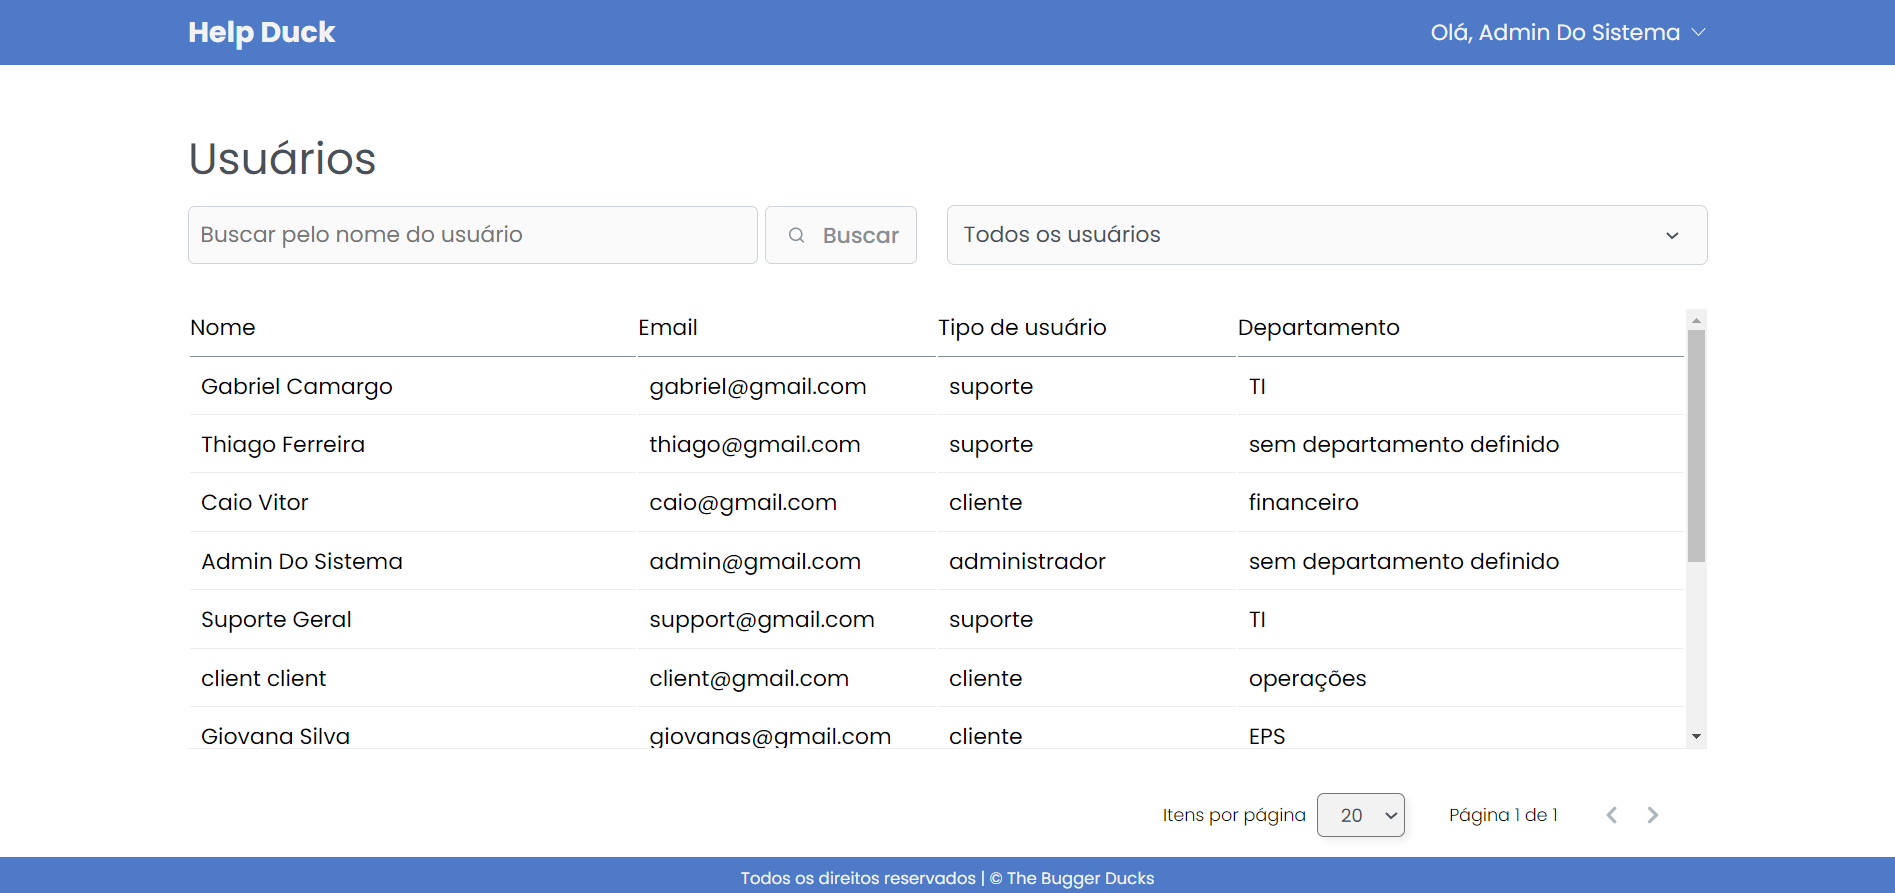 Help Duck
Olá, Admin Do Sistema
Usuários
Buscar pelo nome do usuário
Buscar
Todos os usuários
Nome Email Tipo de usuário Departamento
Gabriel Camargo gabriel@gmail.com suporte TI
Thiago Ferreira thiago@gmail.com suporte sem departamento definido
Caio Vitor caio@gmail.com cliente financeiro
Admin Do Sistema admin@gmail.com administrador sem departamento definido
Suporte Geral support@gmail.com suporte TI
client client client@gmail.com cliente operações
Giovana Silva giovanas@gmail.com cliente EPS
Itens por página 20 Página 1 de 1
Todos os direitos reservados | © The Bugger Ducks